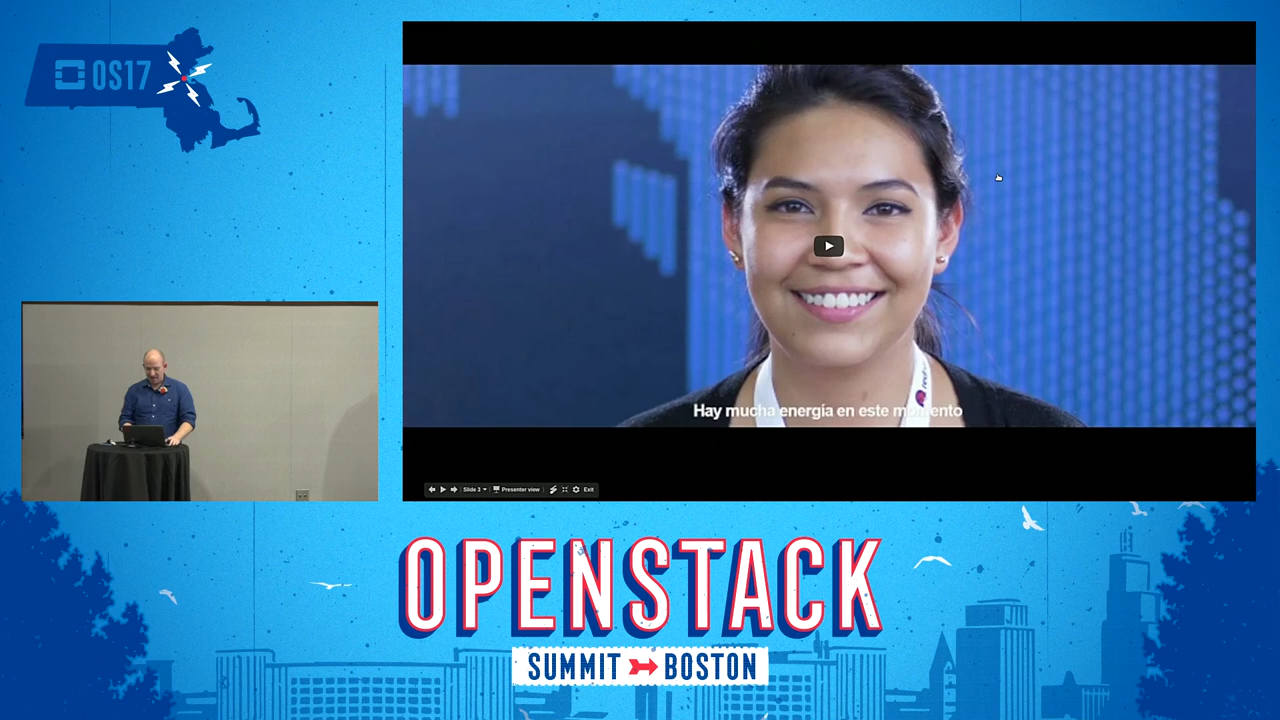 OS17
Hay mucha energía en este momento
Slide 3
Presenter view
Exit
OPENSTACK
SUMMIT
BOSTON